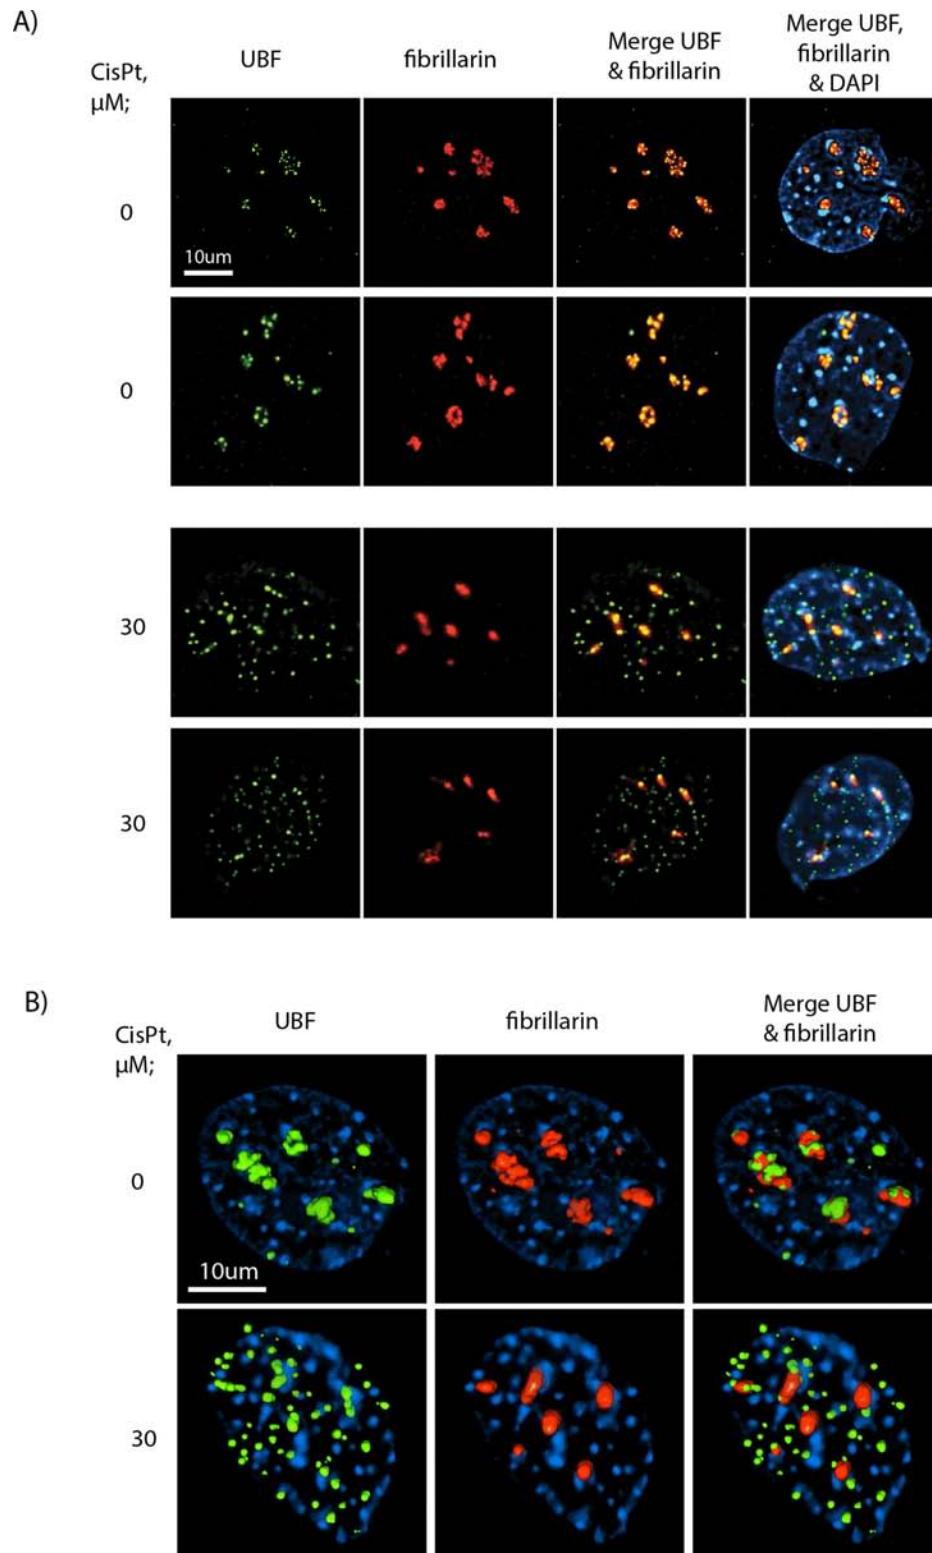 A)
UBF
fibrillarin
Merge UBF
& fibrillarin
Merge UBF,
fibrillarin
& DAPI
CisPt,
µM;
0
10um
0
30
30
B)
UBF
fibrillarin
Merge UBF
& fibrillarin
CisPt,
µM;
0
10um
30